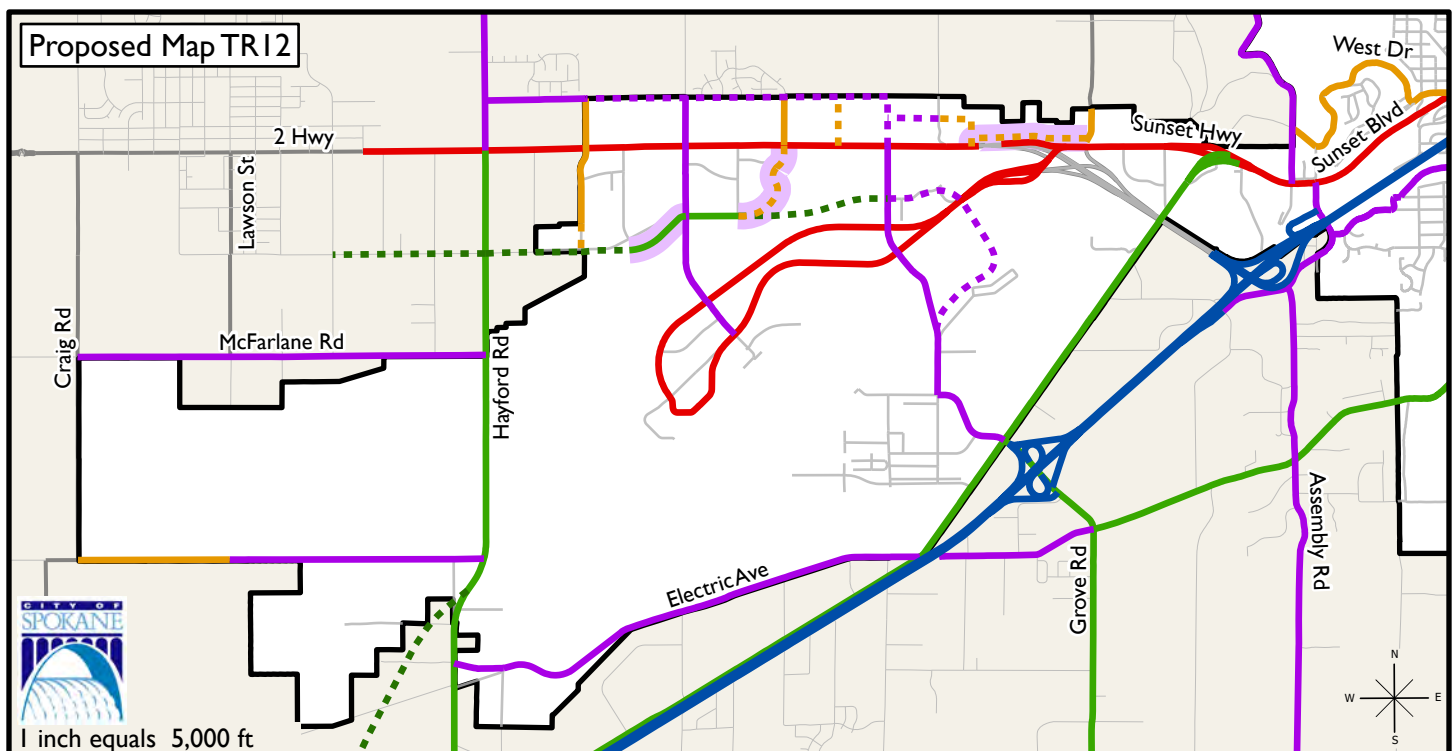 Proposed Map TR12
West Dr
2 Hwy
Sunset Hwy
Sunset Blvd
Lawson St
McFarlane Rd
Craig Rd
Hayford Rd
Assembly Rd
Electric Ave
Grove Rd
CITY OF
SPOKANE
N
W
E
S
1 inch equals 5,000 ft